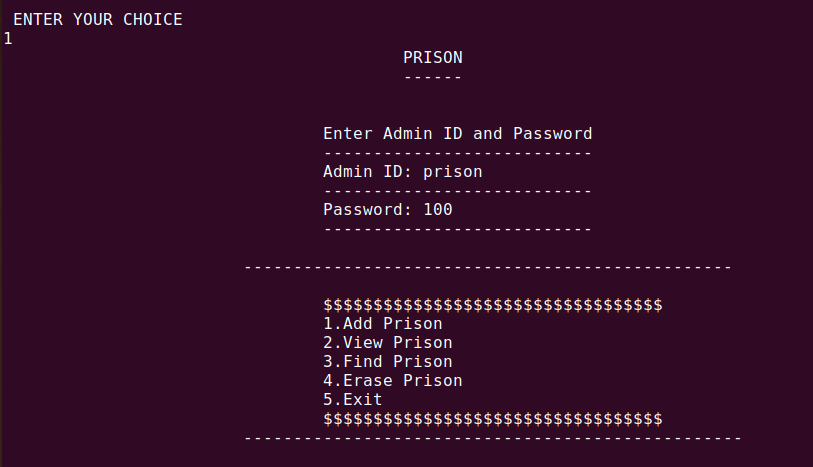 ENTER YOUR CHOICE
1
PRISON
------
Enter Admin ID and Password
---------------------------
Admin ID: prison
---------------------------
Password: 100
---------------------------
-------------------------------------------------
$$$$$$$$$$$$$$$$$$$$$$$$$$$$$$$$$$
1.Add Prison
2.View Prison
3.Find Prison
4.Erase Prison
5.Exit
$$$$$$$$$$$$$$$$$$$$$$$$$$$$$$$$$$
--------------------------------------------------